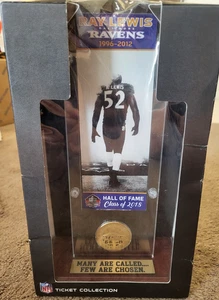 RAY LEWIS
RAVENS
1996-2012
R. LEWIS
52
HALL OF FAME
Class of 2018
MANY ARE CALLED...
FEW ARE CHOSEN.
NFL
TICKET COLLECTION